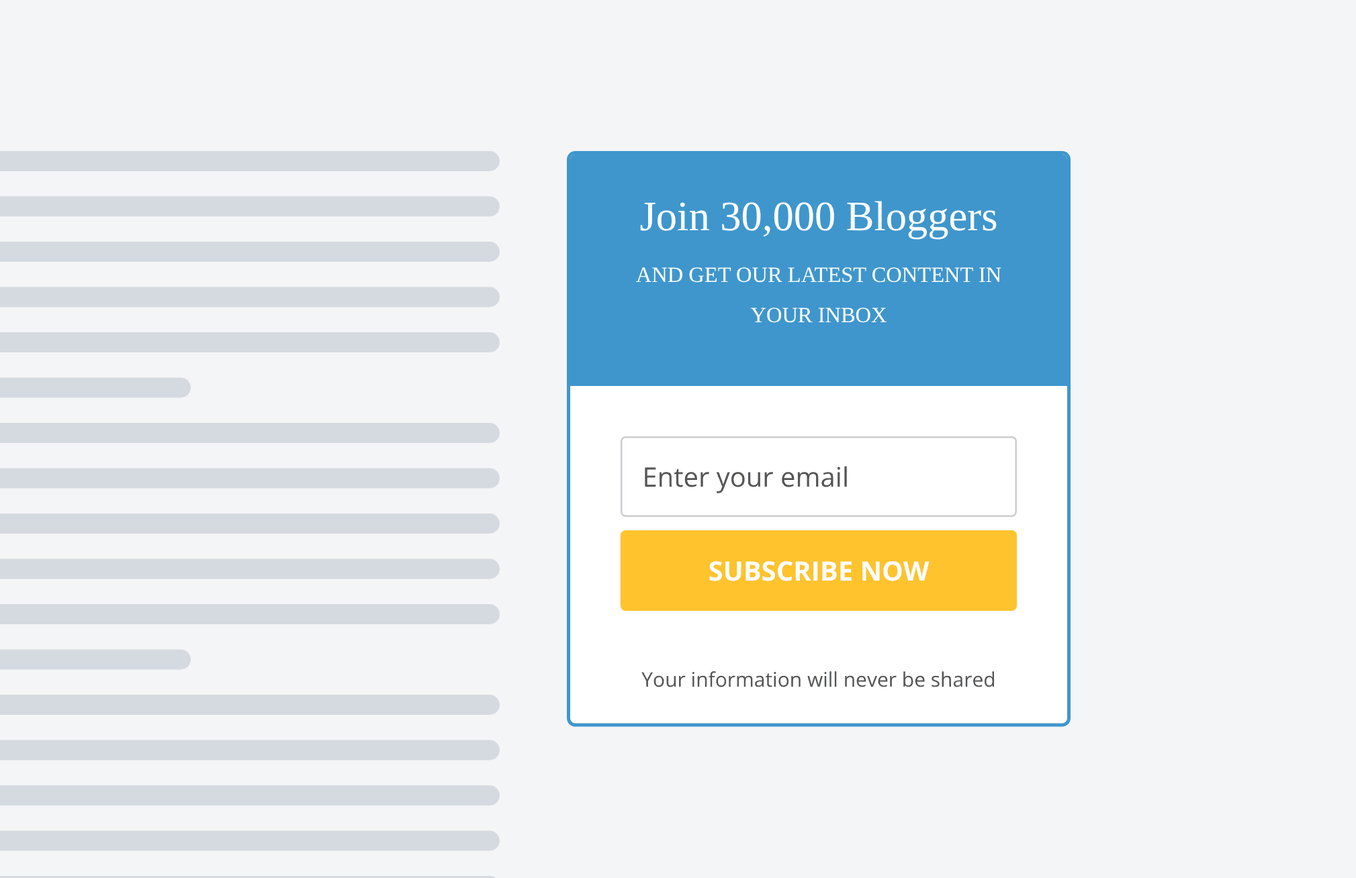 Join 30,000 Bloggers
AND GET OUR LATEST CONTENT IN
YOUR INBOX
Enter your email
SUBSCRIBE NOW
Your information will never be shared